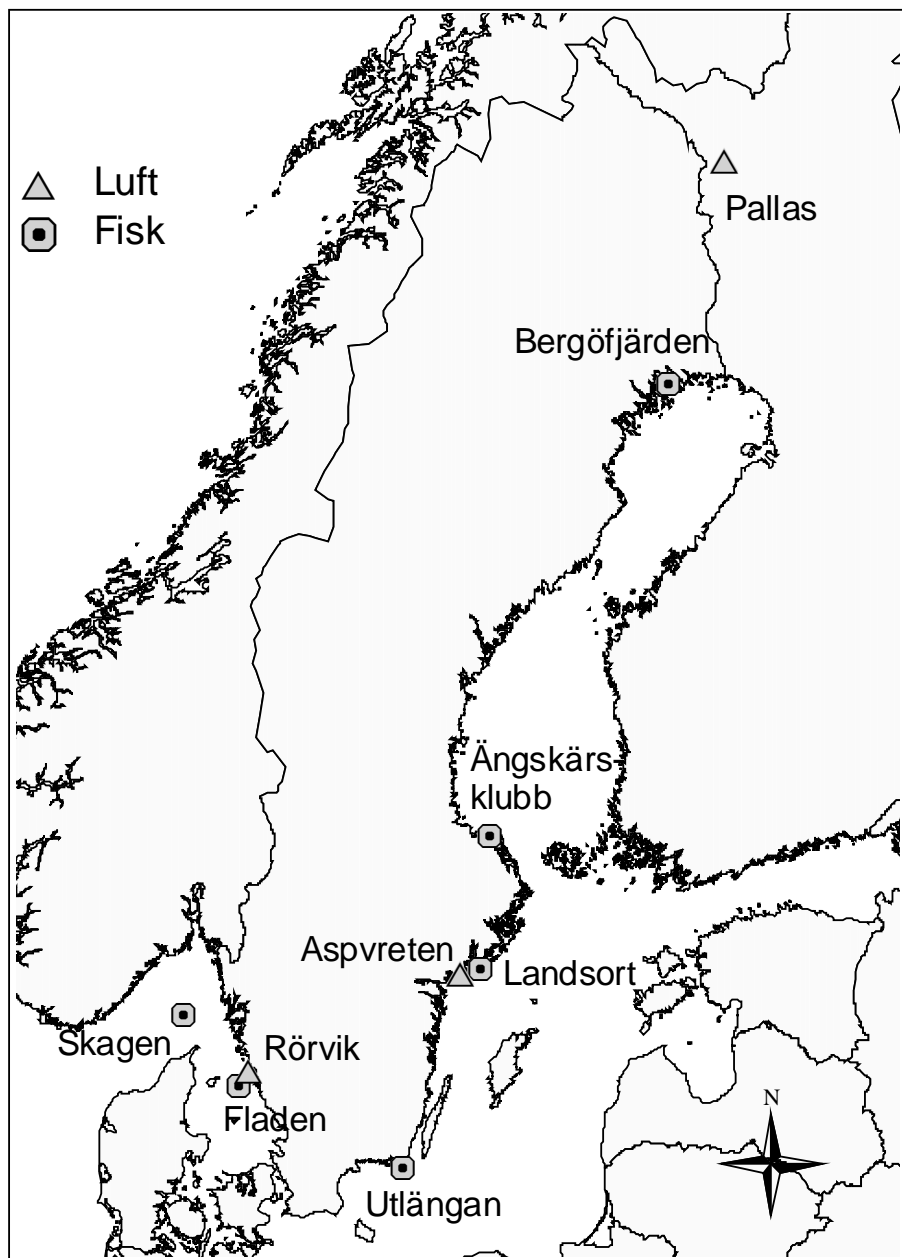 Luft
Fisk
Pallas
Bergöfjärden
Ängskärs-
klubb
Aspvreten
Landsort
Skagen
Rörvik
Fladen
N
Utlängan